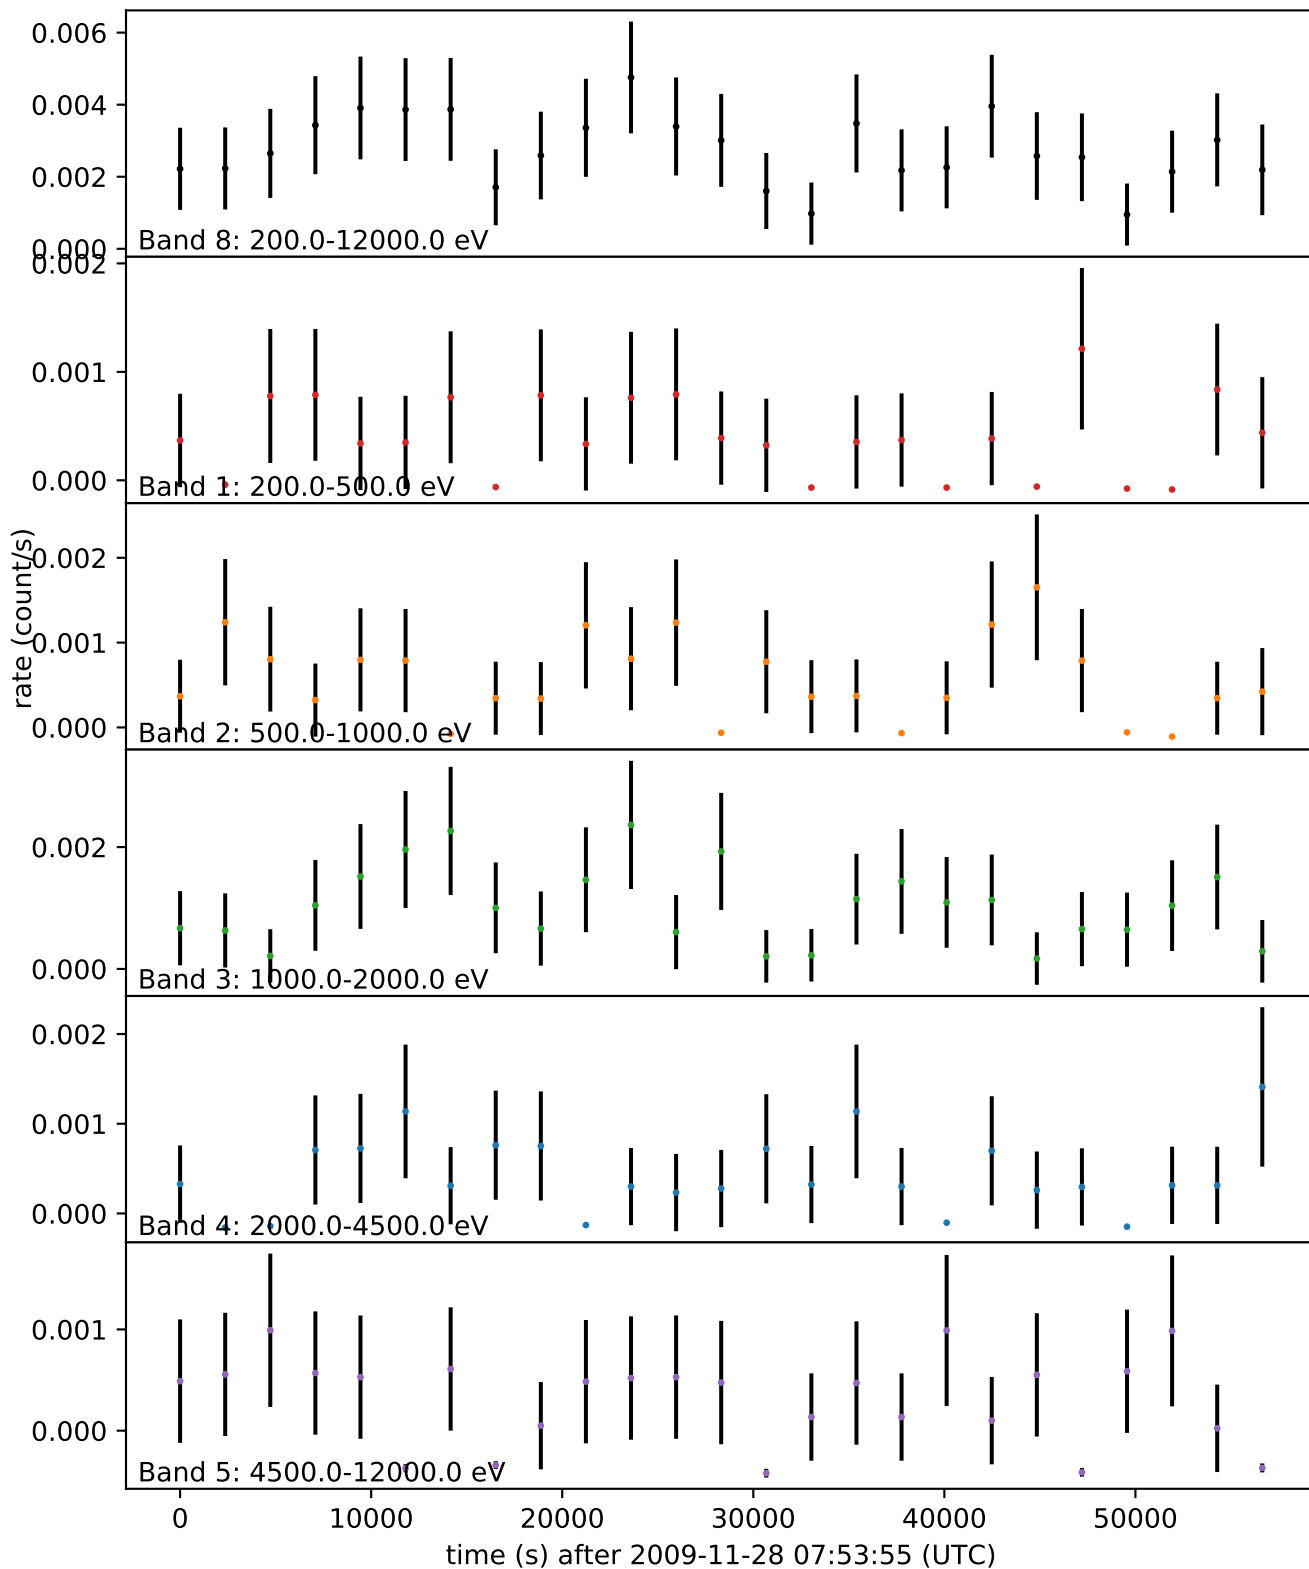 0.006
0.004
0.002
0.000
Band 8: 200.0-12000.0 eV
0.002
0.001
0.000
Band 1: 200.0-500.0 eV
rate (count/s)
0.002
0.001
0.000
Band 2: 500.0-1000.0 eV
0.002
0.000
Band 3: 1000.0-2000.0 eV
0.002
0.001
0.000
Band 4: 2000.0-4500.0 eV
0.001
0.000
Band 5: 4500.0-12000.0 eV
0 10000 20000 30000 40000 50000
time (s) after 2009-11-28 07:53:55 (UTC)